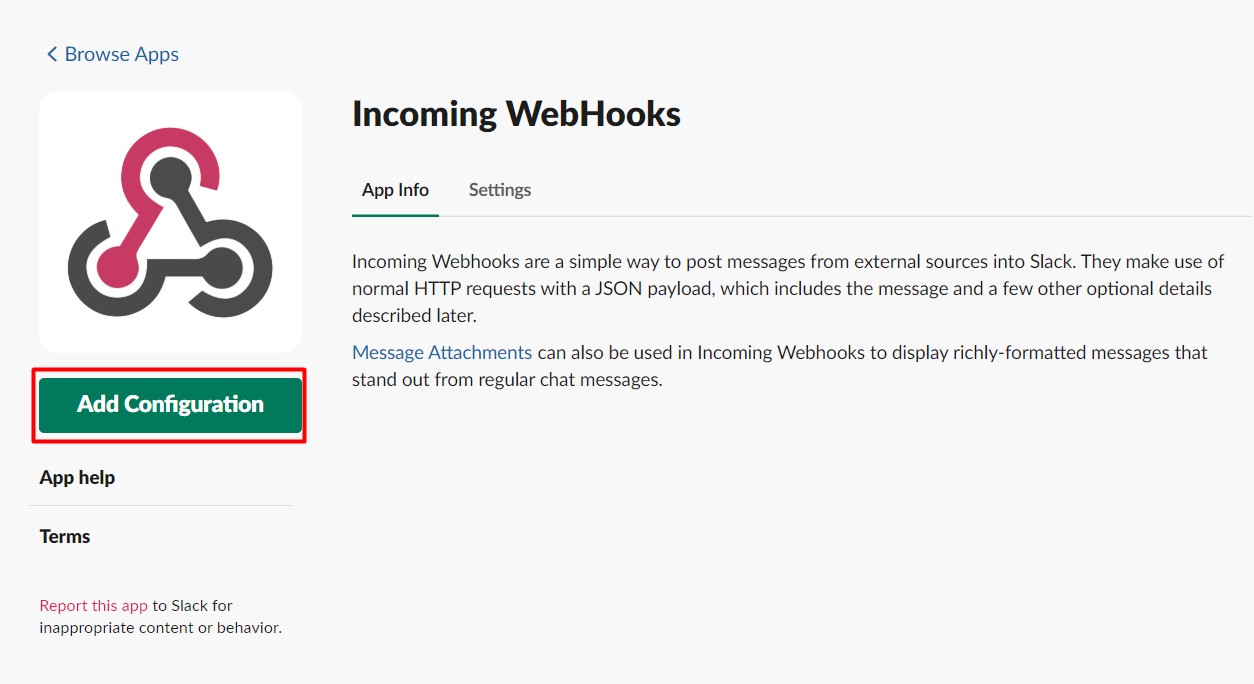 Browse Apps
Incoming WebHooks
App Info
Settings
Incoming Webhooks are a simple way to post messages from external sources into Slack. They make use of
normal HTTP requests with a JSON payload, which includes the message and a few other optional details
described later.
Message Attachments can also be used in Incoming Webhooks to display richly-formatted messages that
stand out from regular chat messages.
Add Configuration
App help
Terms
Report this app to Slack for
inappropriate content or behavior.